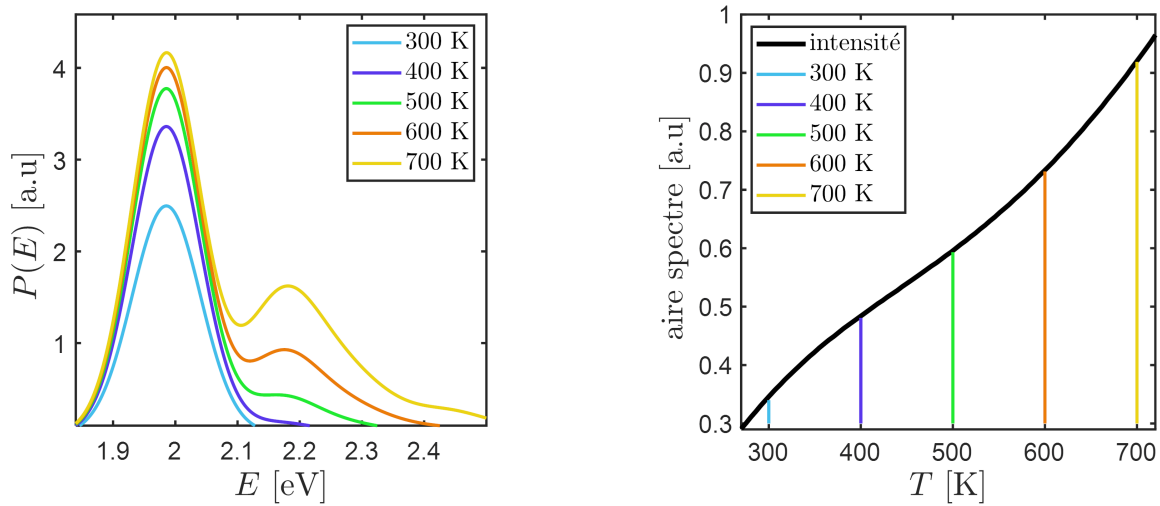 300 K
400 K
500 K
600 K
700 K
4
3
2
1
P(E) [a.u]
1.9 2 2.1 2.2 2.3 2.4
E [eV]
intensité
300 K
400 K
500 K
600 K
700 K
1
0.9
0.8
0.7
0.6
0.5
0.4
0.3
aire spectre [a.u]
300 400 500 600 700
T [K]